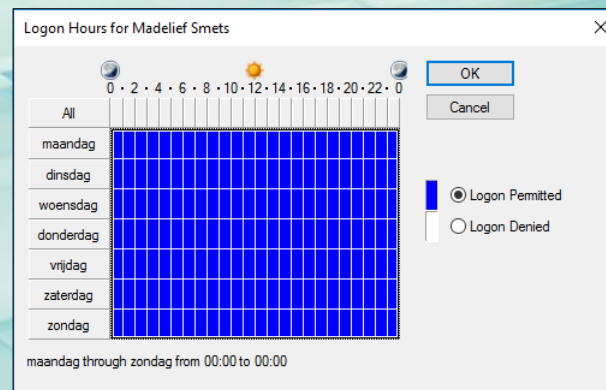 Logon Hours for Madelief Smets
0 · 2 · 4 · 6 · 8 · 10 · 12 · 14 · 16 · 18 · 20 · 22 · 0
OK
Cancel
All
maandag
dinsdag
woensdag
donderdag
vrijdag
zaterdag
zondag
Logon Permitted
Logon Denied
maandag through zondag from 00:00 to 00:00